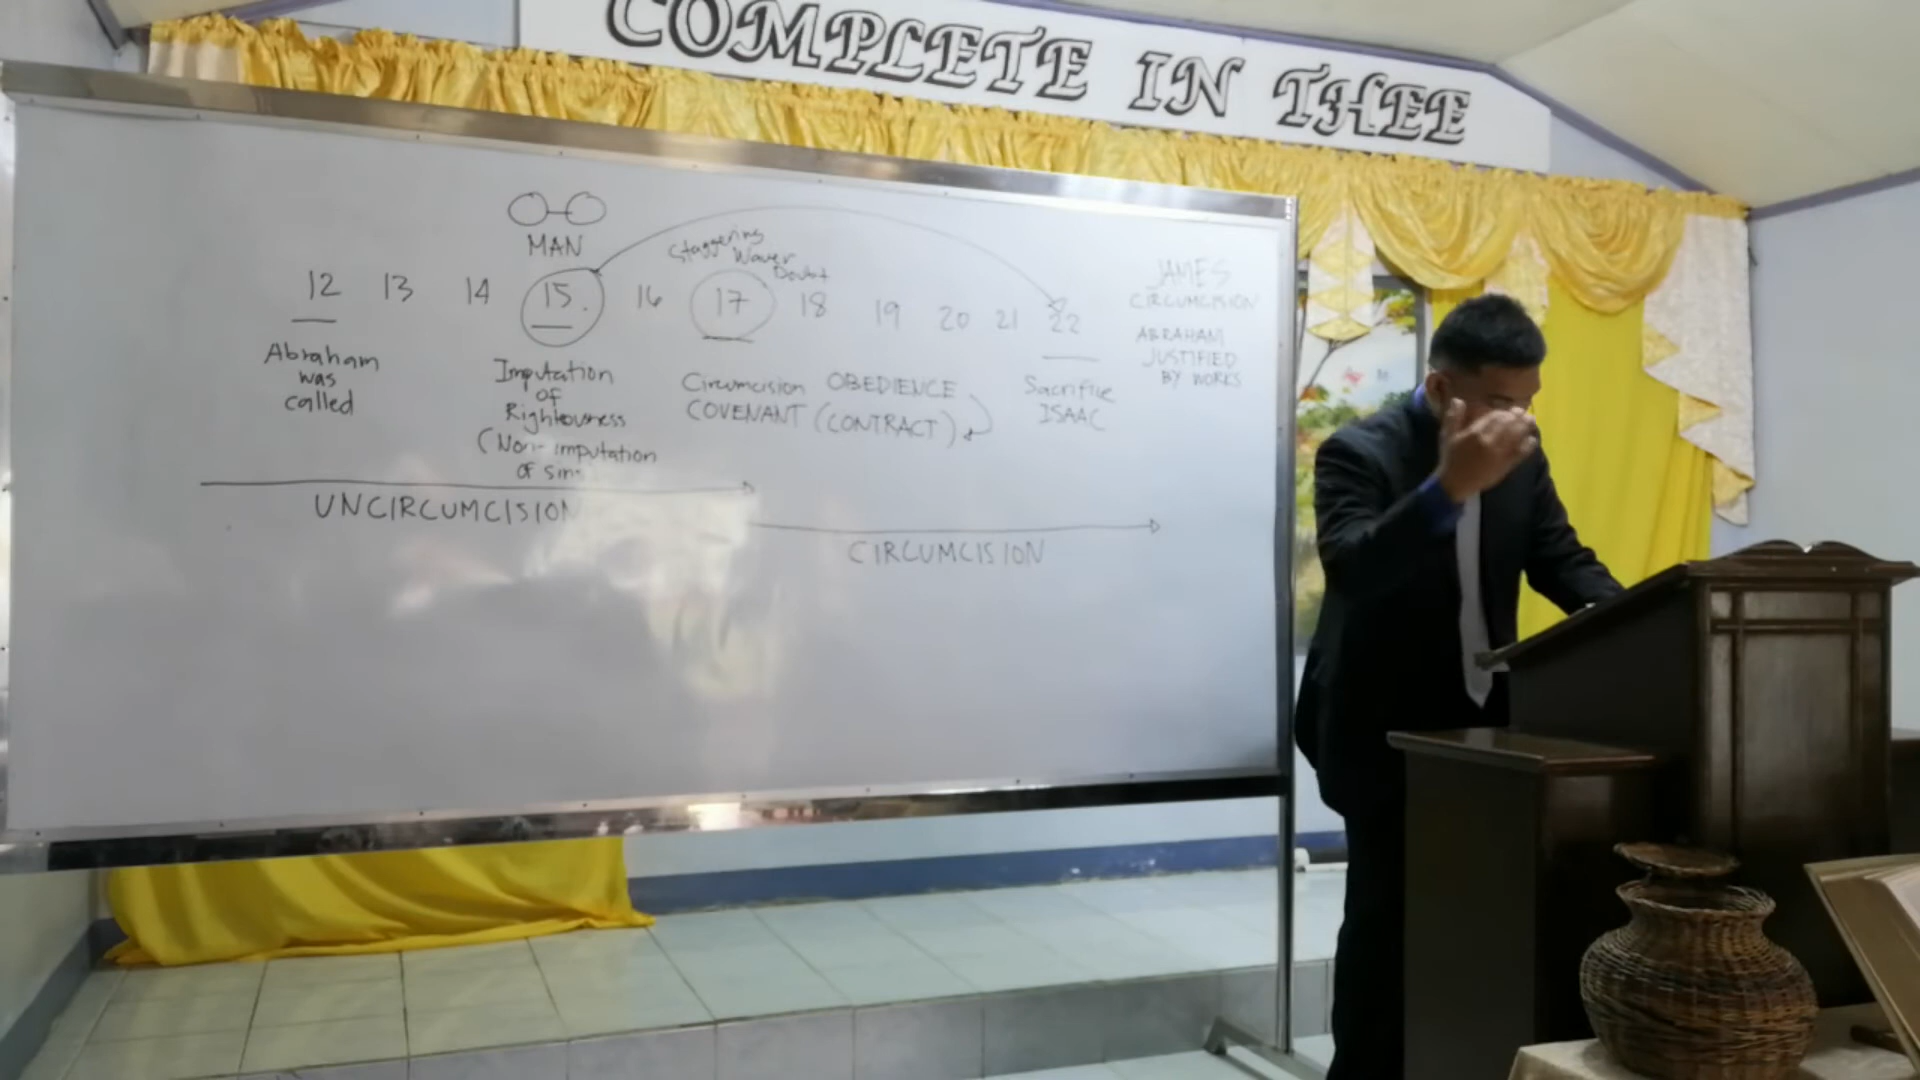 COMPLETE IN THEE
MAN
Staggering
Waver
Doubt
12 13 14 15. 16 17 18 19 20 21 22
Abraham
was
called
Imputation
of
Righteousness
(Non-imputation
of sins
Circumcision
COVENANT
OBEDIENCE
(CONTRACT)
Sacrifice
ISAAC
JAMES
CIRCUMCISION
ABRAHAM
JUSTIFIED
BY WORKS
UNCIRCUMCISION
CIRCUMCISION